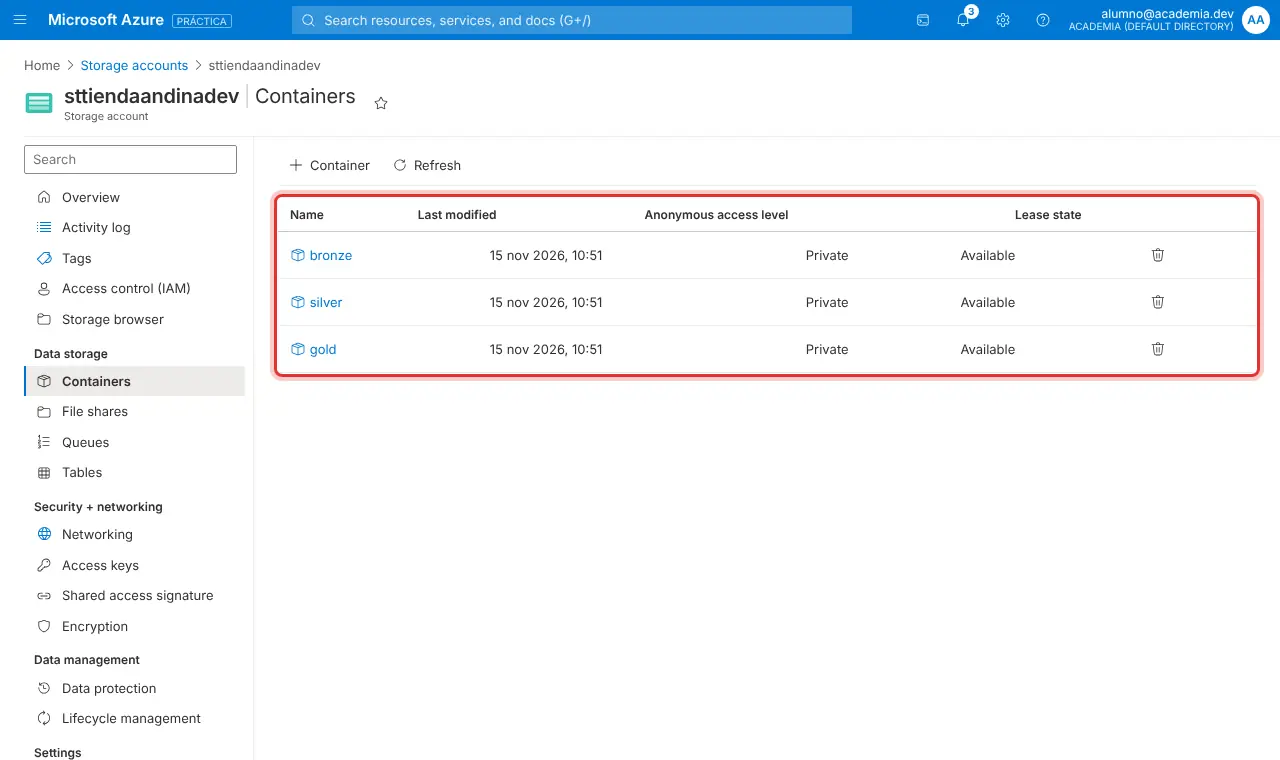 Microsoft Azure PRÁCTICA
Search resources, services, and docs (G+/)
3
alumno@academia.dev
ACADEMIA (DEFAULT DIRECTORY)
AA
Home > Storage accounts > sttiendaandinadev
sttiendaandinadev | Containers
Storage account
Search
Overview
Activity log
Tags
Access control (IAM)
Storage browser
Data storage
Containers
File shares
Queues
Tables
Security + networking
Networking
Access keys
Shared access signature
Encryption
Data management
Data protection
Lifecycle management
Settings
Container Refresh
Name Last modified Anonymous access level Lease state
bronze 15 nov 2026, 10:51 Private Available
silver 15 nov 2026, 10:51 Private Available
gold 15 nov 2026, 10:51 Private Available